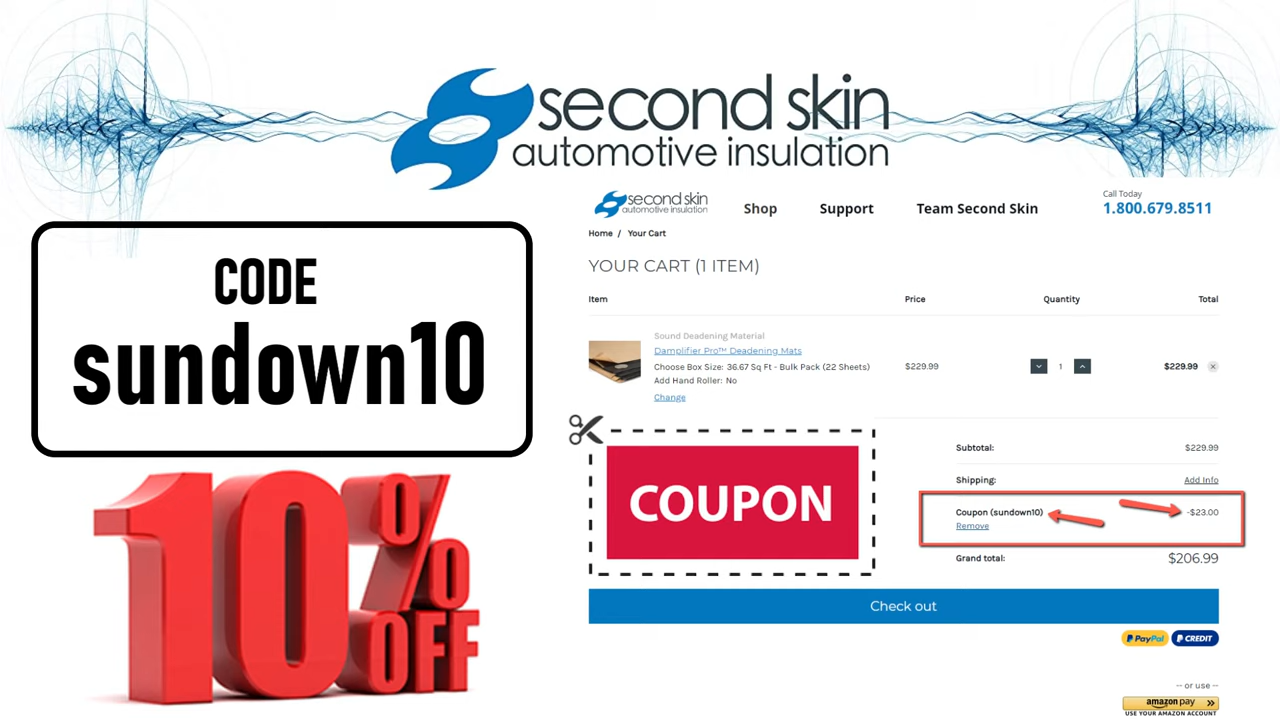 second skin
automotive insulation
CODE
sundown10
10% OFF
second skin
automotive insulation
Shop
Support
Team Second Skin
Call Today
1.800.679.8511
Home / Your Cart
YOUR CART (1 ITEM)
Item Price Quantity Total
Sound Deadening Material
Damplifier Pro™ Deadening Mats
Choose Box Size: 36.67 Sq Ft - Bulk Pack (22 Sheets)
Add Hand Roller: No
Change
$229.99 1 $229.99
COUPON
Subtotal: $229.99
Shipping: Add Info
Coupon (sundown10) -$23.00
Remove
Grand total: $206.99
Check out
PayPal
CREDIT
-- or use --
amazon pay
USE YOUR AMAZON ACCOUNT